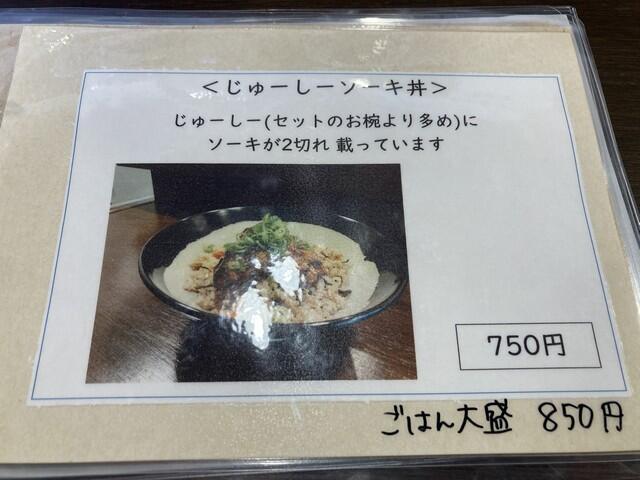 ＜じゅーしーソーキ丼＞
じゅーしー(セットのお椀より多め)に
ソーキが2切れ 載っています
750円
ごはん大盛 850円